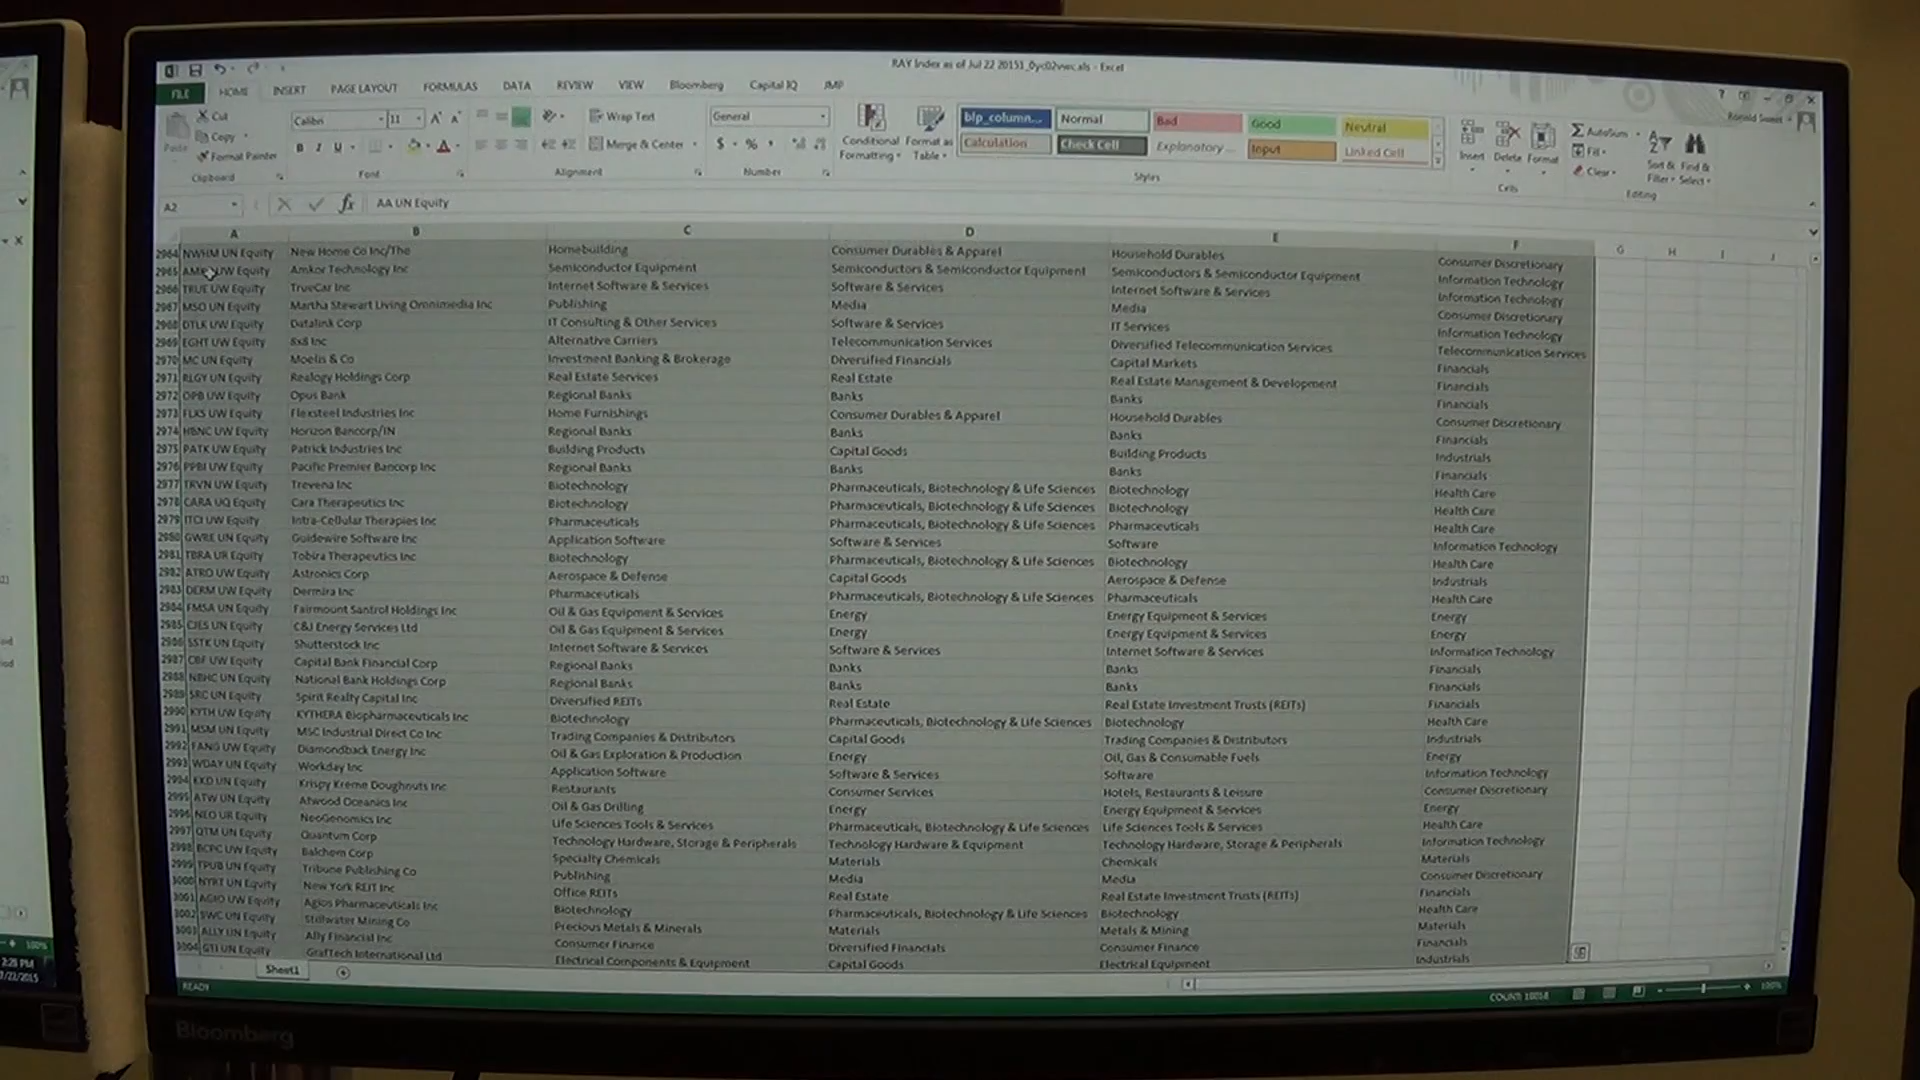 RAY Index as of Jul 22 20151_0yc02vwc.xls - Excel
FILE HOME INSERT PAGE LAYOUT FORMULAS DATA REVIEW VIEW Bloomberg Capital IQ JMP
Cut
Copy
Format Painter
Paste
Clipboard
Calibri 11
Font
Wrap Text
Merge & Center
Alignment
General
Number
Conditional Formatting
Format as Table
blp_column... Normal Bad Good Neutral
Calculation Check Cell Explanatory ... Input Linked Cell
Styles
Insert Delete Format
Cells
AutoSum
Fill
Clear
Sort & Filter
Find & Select
Editing
A2 AA UN Equity
A B C D E F G H I J
2964 NWHM UN Equity New Home Co Inc/The Homebuilding Consumer Durables & Apparel Household Durables Consumer Discretionary
2965 UW Equity Amkor Technology Inc Semiconductor Equipment Semiconductors & Semiconductor Equipment Semiconductors & Semiconductor Equipment Information Technology
2966 TRUE UW Equity TrueCar Inc Internet Software & Services Software & Services Internet Software & Services Information Technology
2967 MSO UN Equity Martha Stewart Living Omnimedia Inc Publishing Media Media Consumer Discretionary
2968 DTLK UW Equity Datalink Corp IT Consulting & Other Services Software & Services IT Services Information Technology
2969 EGHT UW Equity 8x8 Inc Alternative Carriers Telecommunication Services Diversified Telecommunication Services Telecommunication Services
2970 MC UN Equity Moelis & Co Investment Banking & Brokerage Diversified Financials Capital Markets Financials
2971 RLGY UN Equity Realogy Holdings Corp Real Estate Services Real Estate Real Estate Management & Development Financials
2972 OPB UW Equity Opus Bank Regional Banks Banks Banks Financials
2973 FLXS UW Equity Flexsteel Industries Inc Home Furnishings Consumer Durables & Apparel Household Durables Consumer Discretionary
2974 HBNC UW Equity Horizon Bancorp/IN Regional Banks Banks Banks Financials
2975 PATK UW Equity Patrick Industries Inc Building Products Capital Goods Building Products Industrials
2976 PPBI UW Equity Pacific Premier Bancorp Inc Regional Banks Banks Banks Financials
2977 TRVN UW Equity Trevena Inc Biotechnology Pharmaceuticals, Biotechnology & Life Sciences Biotechnology Health Care
2978 CARA UQ Equity Cara Therapeutics Inc Biotechnology Pharmaceuticals, Biotechnology & Life Sciences Biotechnology Health Care
2979 ITCI UW Equity Intra-Cellular Therapies Inc Pharmaceuticals Pharmaceuticals, Biotechnology & Life Sciences Pharmaceuticals Health Care
2980 GWRE UN Equity Guidewire Software Inc Application Software Software & Services Software Information Technology
2981 TBRA UR Equity Tobira Therapeutics Inc Biotechnology Pharmaceuticals, Biotechnology & Life Sciences Biotechnology Health Care
2982 ATRO UW Equity Astronics Corp Aerospace & Defense Capital Goods Aerospace & Defense Industrials
2983 DERM UW Equity Dermira Inc Pharmaceuticals Pharmaceuticals, Biotechnology & Life Sciences Pharmaceuticals Health Care
2984 FMSA UN Equity Fairmount Santrol Holdings Inc Oil & Gas Equipment & Services Energy Energy Equipment & Services Energy
2985 CJES UN Equity C&J Energy Services Ltd Oil & Gas Equipment & Services Energy Energy Equipment & Services Energy
2986 SSTK UN Equity Shutterstock Inc Internet Software & Services Software & Services Internet Software & Services Information Technology
2987 CBF UW Equity Capital Bank Financial Corp Regional Banks Banks Banks Financials
2988 NBHC UN Equity National Bank Holdings Corp Regional Banks Banks Banks Financials
2989 SRC UN Equity Spirit Realty Capital Inc Diversified REITs Real Estate Real Estate Investment Trusts (REITs) Financials
2990 KYTH UW Equity KYTHERA Biopharmaceuticals Inc Biotechnology Pharmaceuticals, Biotechnology & Life Sciences Biotechnology Health Care
2991 MSM UN Equity MSC Industrial Direct Co Inc Trading Companies & Distributors Capital Goods Trading Companies & Distributors Industrials
2992 FANG UW Equity Diamondback Energy Inc Oil & Gas Exploration & Production Energy Oil, Gas & Consumable Fuels Energy
2993 WDAY UN Equity Workday Inc Application Software Software & Services Software Information Technology
2994 KKD UN Equity Krispy Kreme Doughnuts Inc Restaurants Consumer Services Hotels, Restaurants & Leisure Consumer Discretionary
2995 ATW UN Equity Atwood Oceanics Inc Oil & Gas Drilling Energy Energy Equipment & Services Energy
2996 NEO UR Equity NeoGenomics Inc Life Sciences Tools & Services Pharmaceuticals, Biotechnology & Life Sciences Life Sciences Tools & Services Health Care
2997 QTM UN Equity Quantum Corp Technology Hardware, Storage & Peripherals Technology Hardware & Equipment Technology Hardware, Storage & Peripherals Information Technology
2998 BCPC UW Equity Balchem Corp Specialty Chemicals Materials Chemicals Materials
2999 TPUB UN Equity Tribune Publishing Co Publishing Media Media Consumer Discretionary
3000 NYRT UN Equity New York REIT Inc Office REITs Real Estate Real Estate Investment Trusts (REITs) Financials
3001 AGIO UW Equity Agios Pharmaceuticals Inc Biotechnology Pharmaceuticals, Biotechnology & Life Sciences Biotechnology Health Care
3002 SWC UN Equity Stillwater Mining Co Precious Metals & Minerals Materials Metals & Mining Materials
3003 ALLY UN Equity Ally Financial Inc Consumer Finance Diversified Financials Consumer Finance Financials
3004 GTI UN Equity GrafTech International Ltd Electrical Components & Equipment Capital Goods Electrical Equipment Industrials
Sheet1
READY
100%
100%
2:28 PM
7/22/2015
Bloomberg